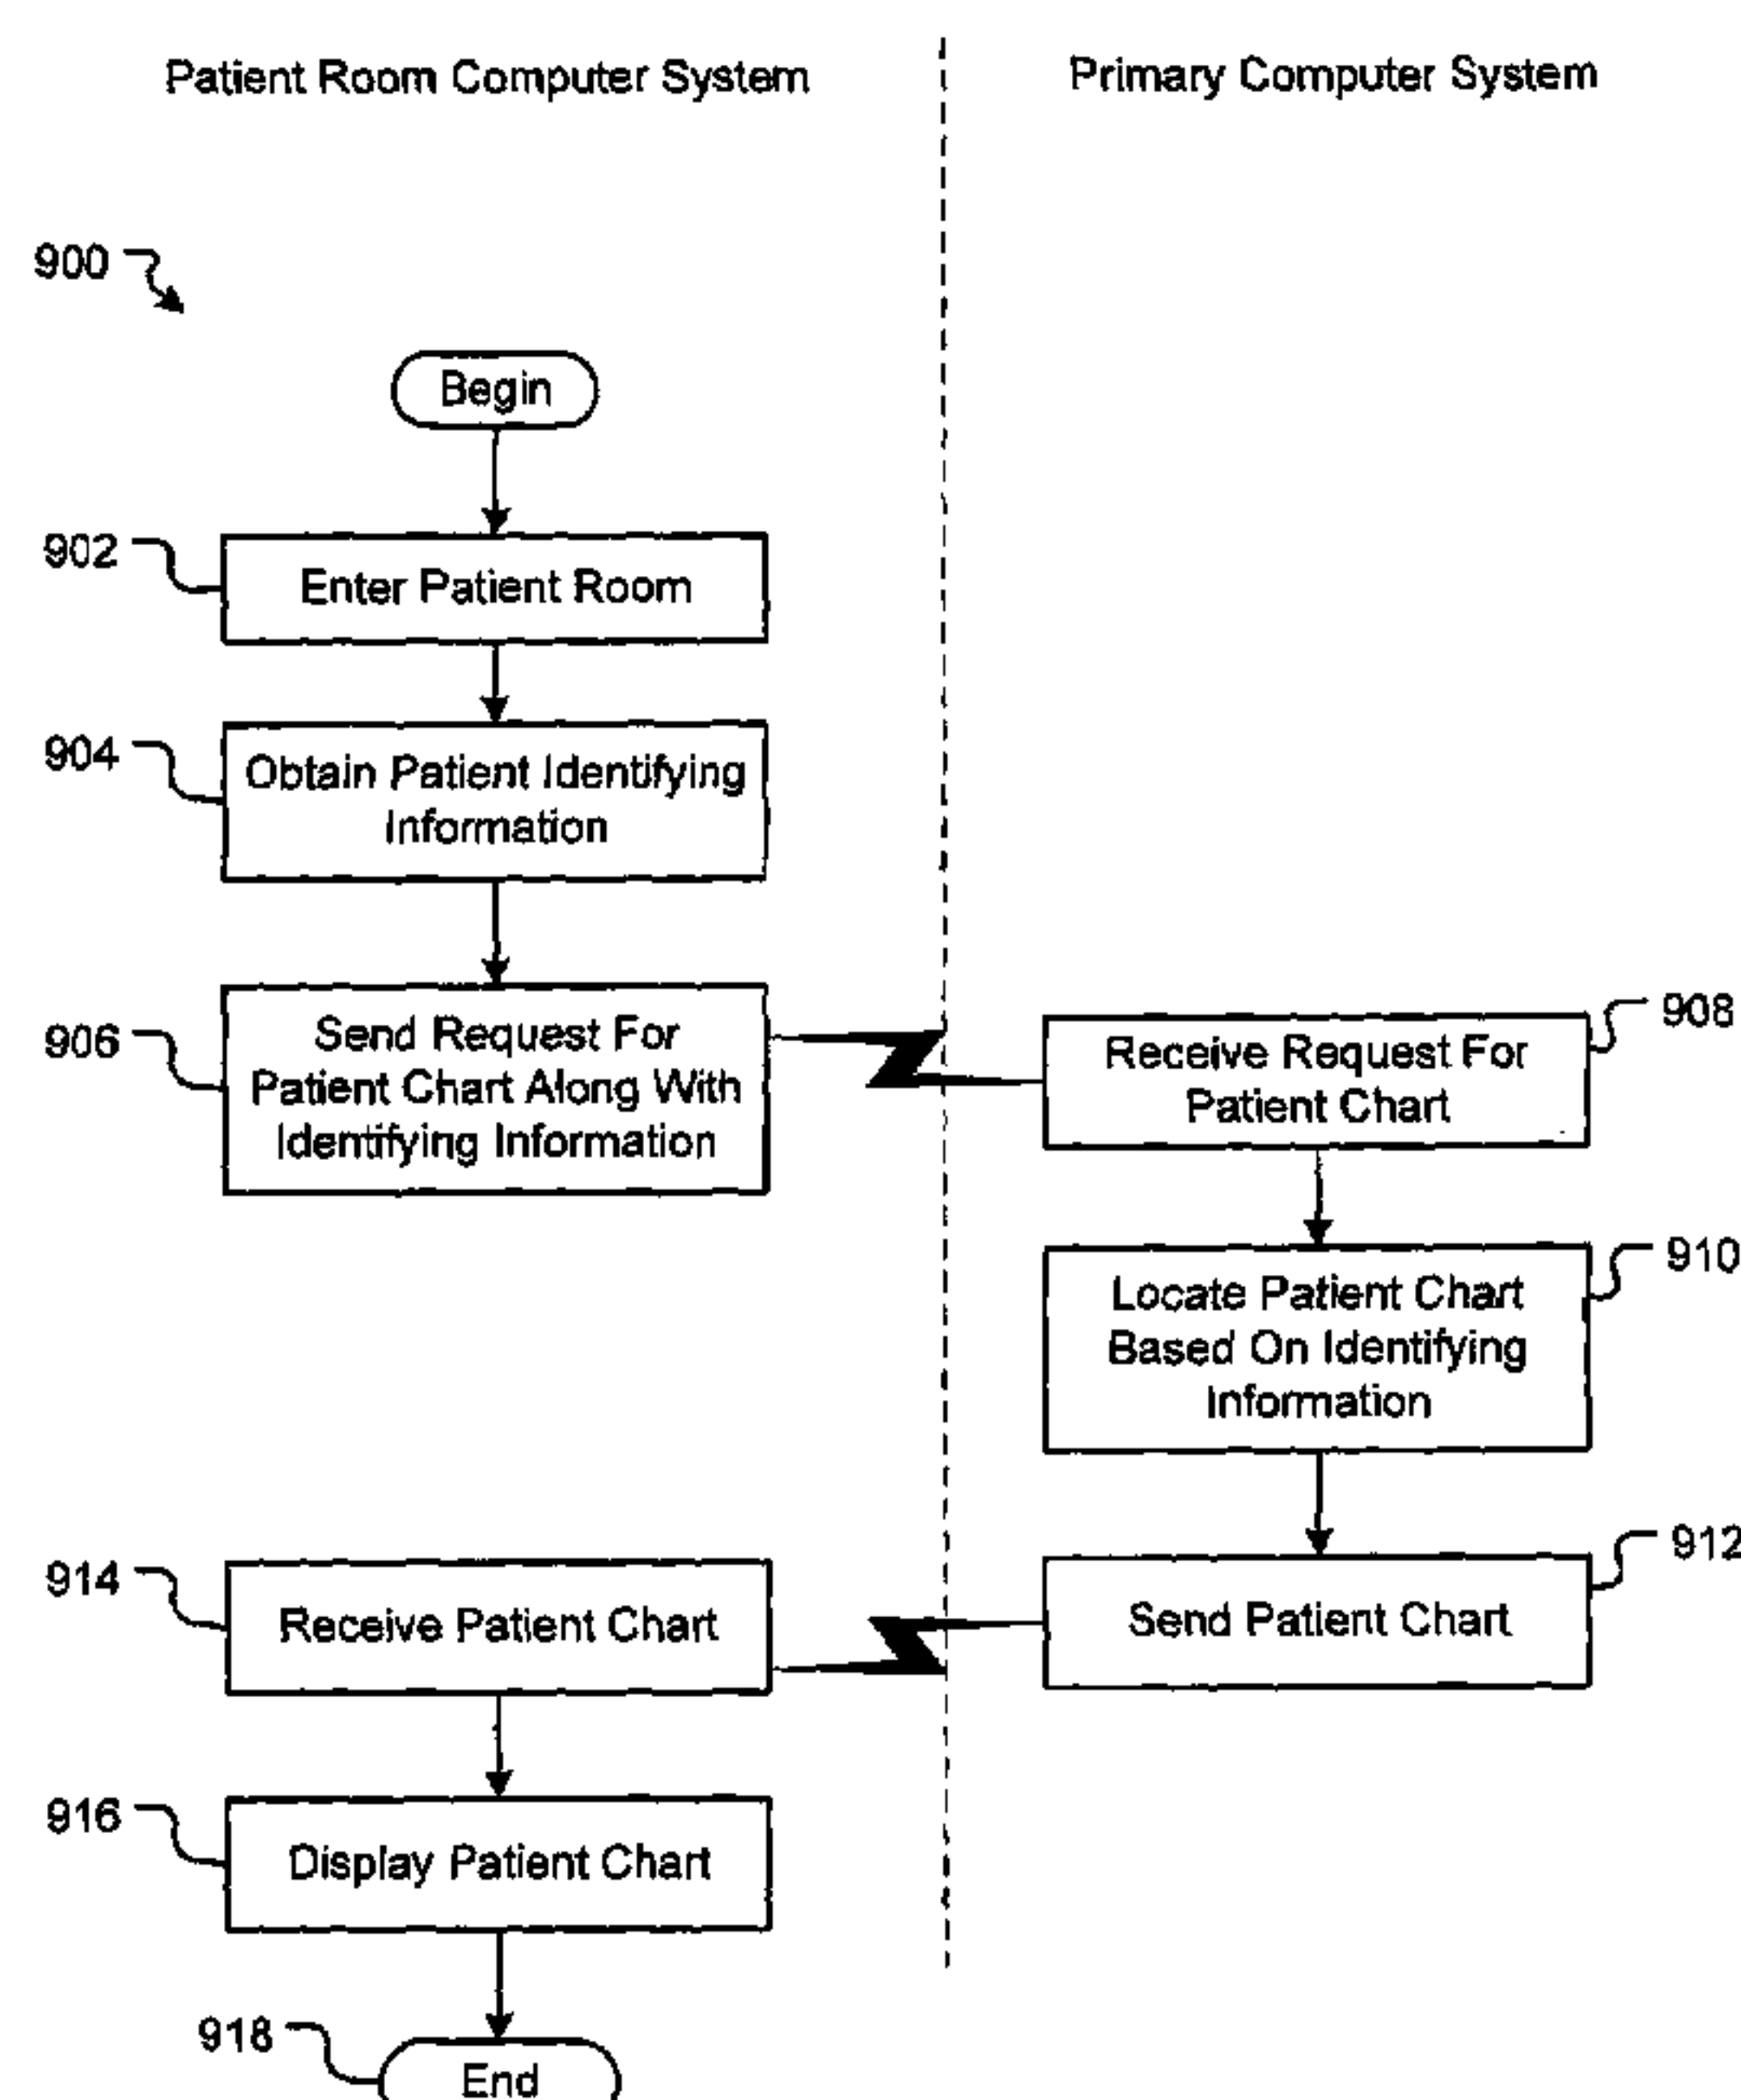 Patient Room Computer System
Primary Computer System
900
Begin
902
Enter Patient Room
904
Obtain Patient Identifying
Information
906
Send Request For
Patient Chart Along With
Identifying Information
908
Receive Request For
Patient Chart
910
Locate Patient Chart
Based On Identifying
Information
912
Send Patient Chart
914
Receive Patient Chart
916
Display Patient Chart
918
End